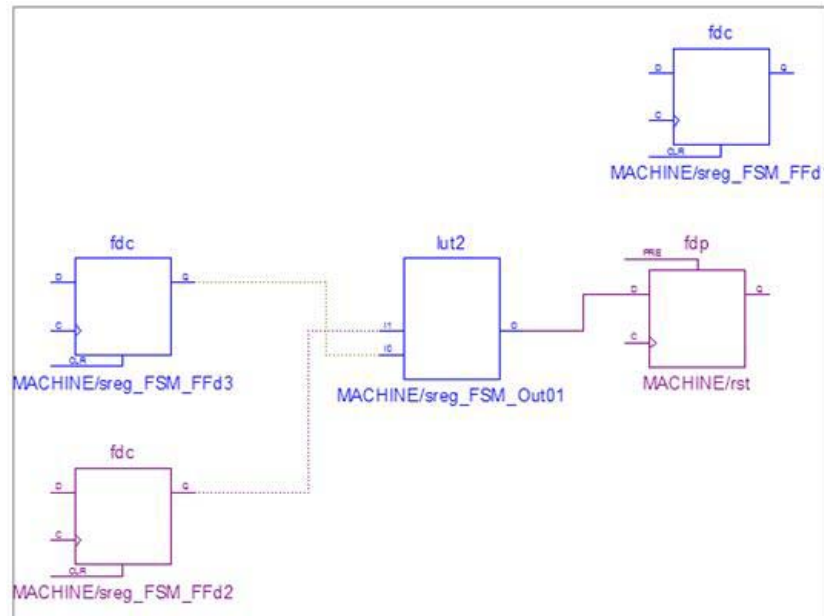 fdc
D Q
C
CLR
MACHINE/sreg_FSM_FFd1
fdc
D Q
C
CLR
MACHINE/sreg_FSM_FFd3
lut2
I1 O
I0
MACHINE/sreg_FSM_Out01
fdp
PRE
D Q
C
MACHINE/rst
fdc
D Q
C
CLR
MACHINE/sreg_FSM_FFd2